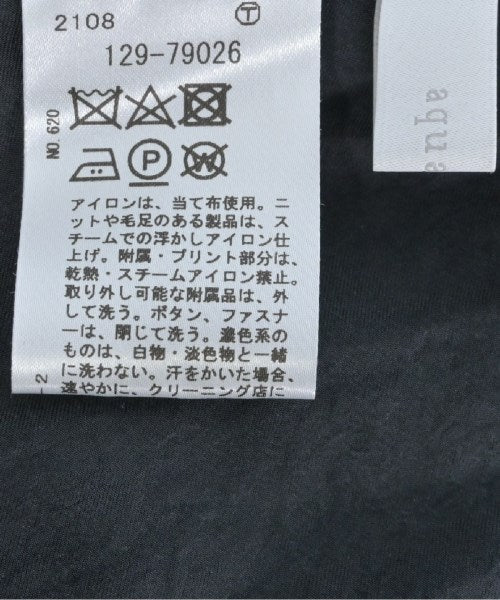 2108
Ⓣ
129-79026
NO.620
P
W
アイロンは、当て布使用。ニ
ットや毛足のある製品は、ス
チームでの浮かしアイロン仕
上げ。附属・プリント部分は、
乾熱・スチームアイロン禁止。
取り外し可能な附属品は、外
して洗う。ボタン、ファスナ
ーは、閉じて洗う。濃色系の
ものは、白物・淡色物と一緒
に洗わない。汗をかいた場合、
速やかに、クリーニング店に
-2
aqua